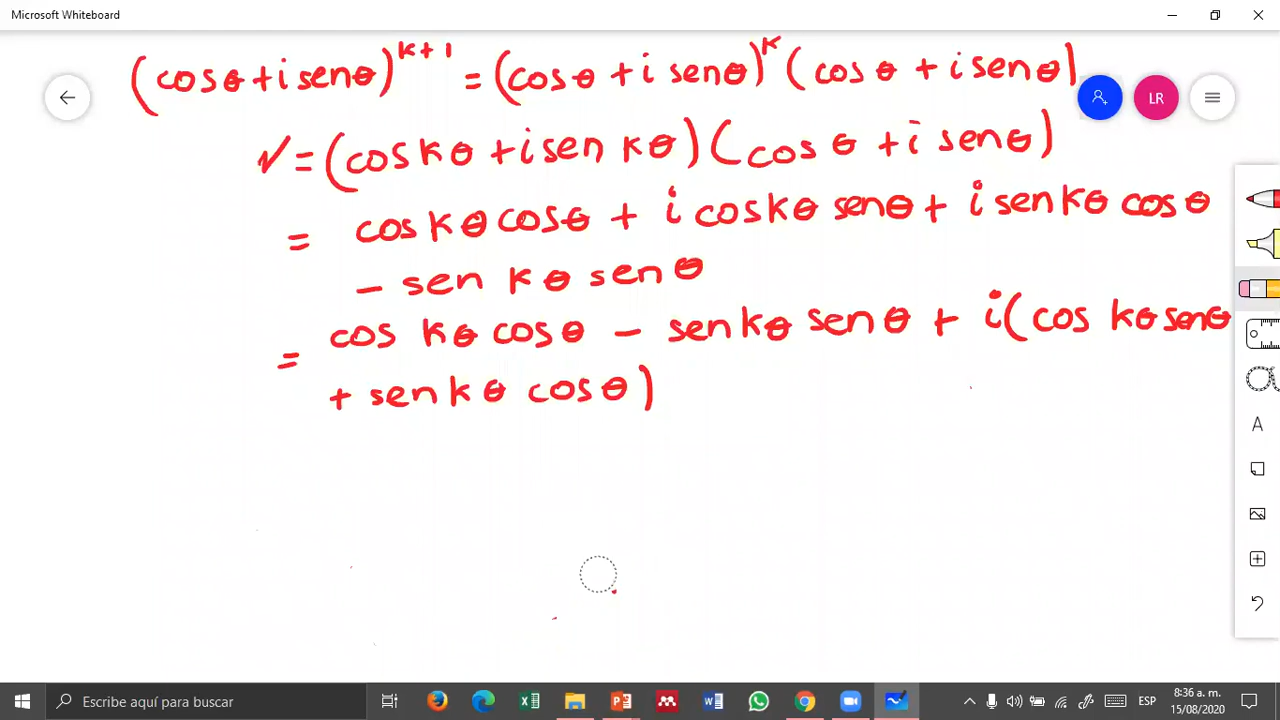 Microsoft Whiteboard
(cosθ+i senθ)^{k+1} = (cosθ + i senθ)^k (cosθ + i senθ)
LR
✓= (cos kθ + i sen kθ) (cosθ + i senθ)
= cos kθ cosθ + i cos kθ senθ + i sen kθ cosθ
- sen kθ senθ
= cos kθ cosθ - sen kθ senθ + i( cos kθ senθ
+ sen kθ cosθ)
A
Escribe aquí para buscar
ESP
8:36 a. m.
15/08/2020